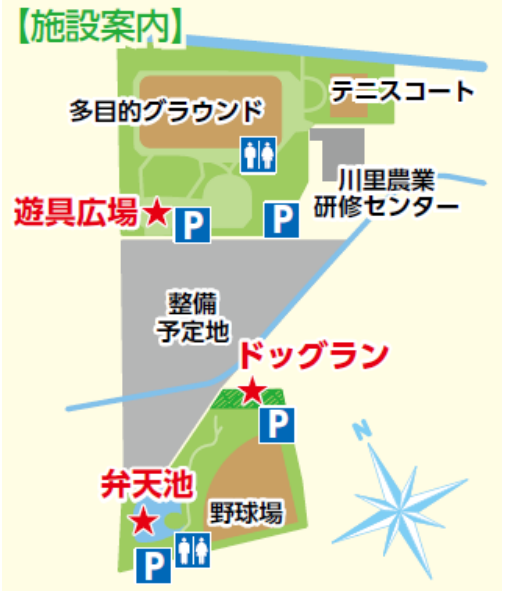 【施設案内】
テニスコート
多目的グラウンド
川里農業
研修センター
遊具広場
P
P
整備
予定地
ドッグラン
P
弁天池
野球場
P
N